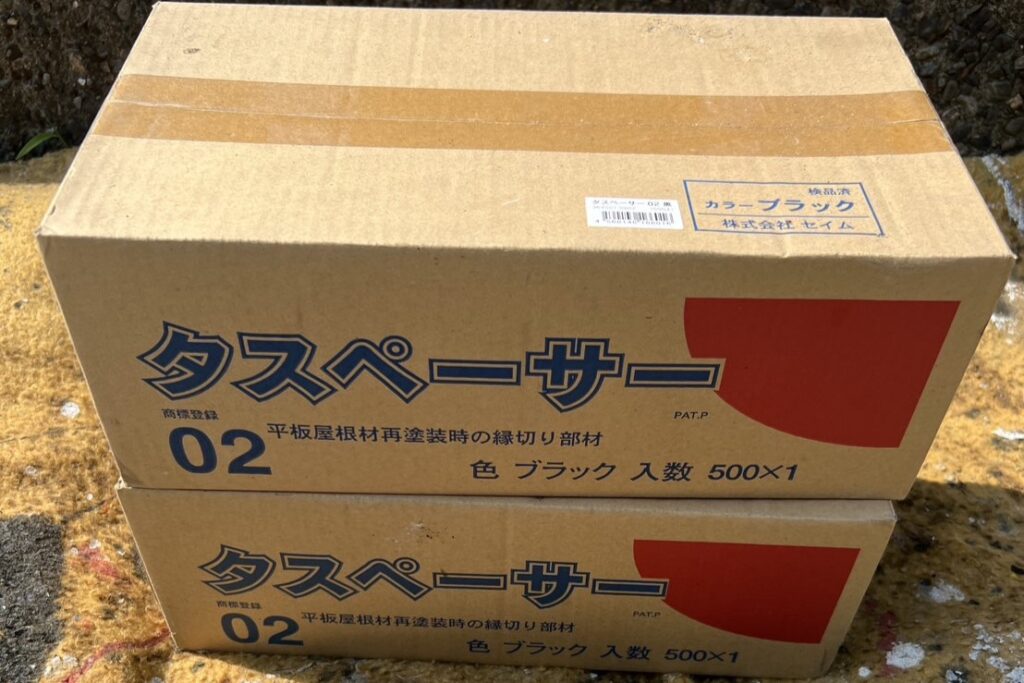 検品済
カラーブラック
株式会社 セイム
タスペーサー 02 黒
タスペーサー
商標登録
PAT.P
02 平板屋根材再塗装時の縁切り部材
色 ブラック 入数 500×1
タスペーサー
商標登録
PAT.P
02 平板屋根材再塗装時の縁切り部材
色 ブラック 入数 500×1